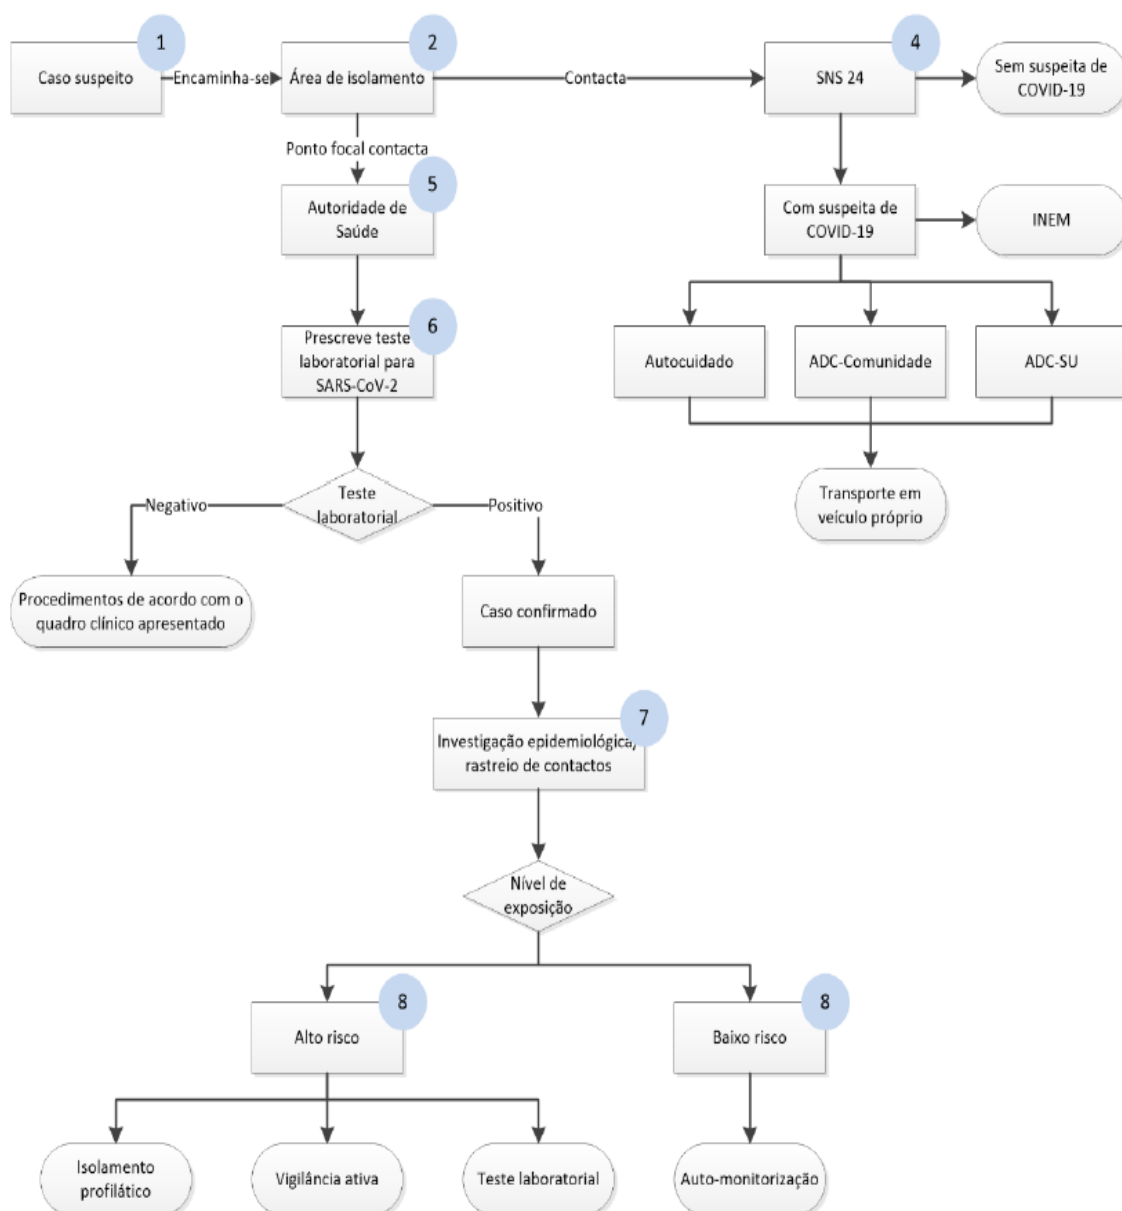 1
Caso suspeito
Encaminha-se
2
Área de isolamento
Contacta
4
SNS 24
Sem suspeita de
COVID-19
Ponto focal contacta
5
Autoridade de
Saúde
Com suspeita de
COVID-19
INEM
6
Prescreve teste
laboratorial para
SARS-CoV-2
Autocuidado
ADC-Comunidade
ADC-SU
Transporte em
veículo próprio
Negativo
Teste
laboratorial
Positivo
Procedimentos de acordo com o
quadro clínico apresentado
Caso confirmado
7
Investigação epidemiológica/
rastreio de contactos
Nível de
exposição
8
Alto risco
8
Baixo risco
Isolamento
profilático
Vigilância ativa
Teste laboratorial
Auto-monitorização